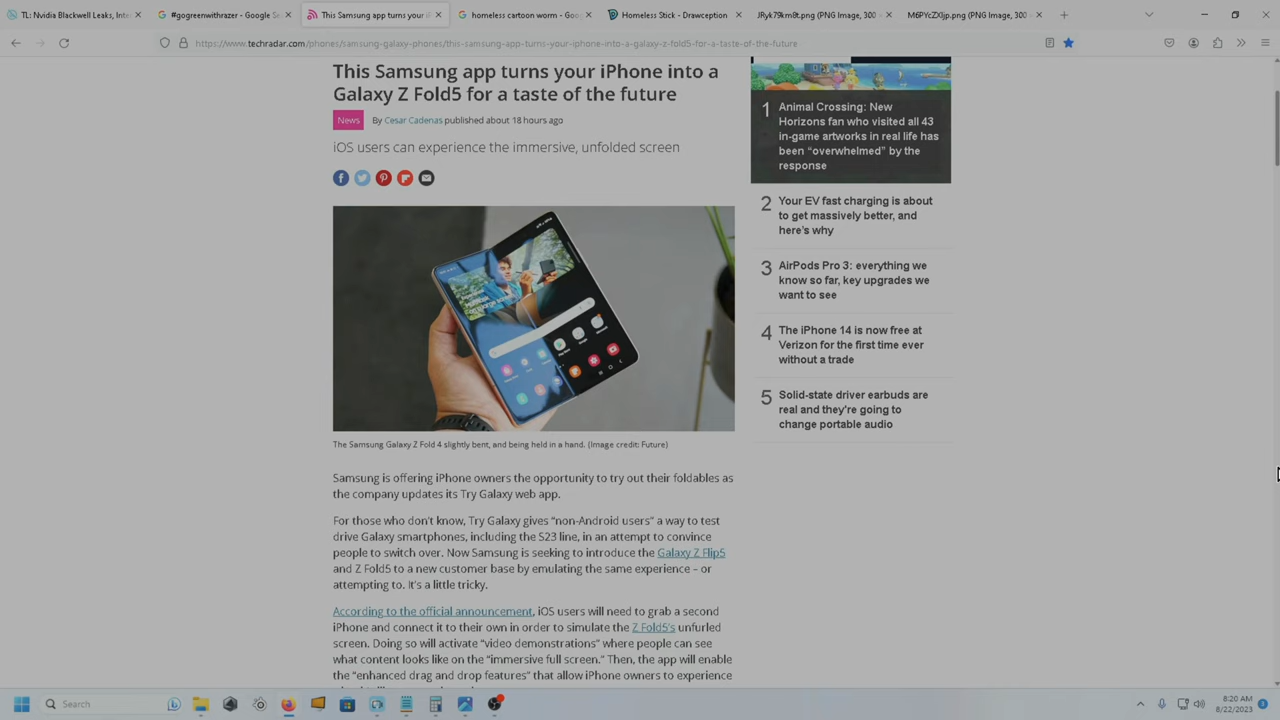 TL: Nvidia Blackwell Leaks, Inte
#gogreenwithrazer - Google Se
This Samsung app turns your iP
homeless cartoon worm - Goog
Homeless Stick - Drawception
JRyk79km8t.png (PNG Image, 300
M6PYcZXljp.png (PNG Image, 300
https://www.techradar.com/phones/samsung-galaxy-phones/this-samsung-app-turns-your-iphone-into-a-galaxy-z-fold5-for-a-taste-of-the-future
This Samsung app turns your iPhone into a
Galaxy Z Fold5 for a taste of the future
News
By Cesar Cadenas published about 18 hours ago
iOS users can experience the immersive, unfolded screen
The Samsung Galaxy Z Fold 4 slightly bent, and being held in a hand. (Image credit: Future)
Samsung is offering iPhone owners the opportunity to try out their foldables as
the company updates its Try Galaxy web app.
For those who don't know, Try Galaxy gives "non-Android users" a way to test
drive Galaxy smartphones, including the S23 line, in an attempt to convince
people to switch over. Now Samsung is seeking to introduce the Galaxy Z Flip5
and Z Fold5 to a new customer base by emulating the same experience – or
attempting to. It's a little tricky.
According to the official announcement, iOS users will need to grab a second
iPhone and connect it to their own in order to simulate the Z Fold5's unfurled
screen. Doing so will activate "video demonstrations" where people can see
what content looks like on the "immersive full screen." Then, the app will enable
the "enhanced drag and drop features" that allow iPhone owners to experience
1
Animal Crossing: New
Horizons fan who visited all 43
in-game artworks in real life has
been "overwhelmed" by the
response
2
Your EV fast charging is about
to get massively better, and
here's why
3
AirPods Pro 3: everything we
know so far, key upgrades we
want to see
4
The iPhone 14 is now free at
Verizon for the first time ever
without a trade
5
Solid-state driver earbuds are
real and they're going to
change portable audio
Search
8:20 AM
8/22/2023